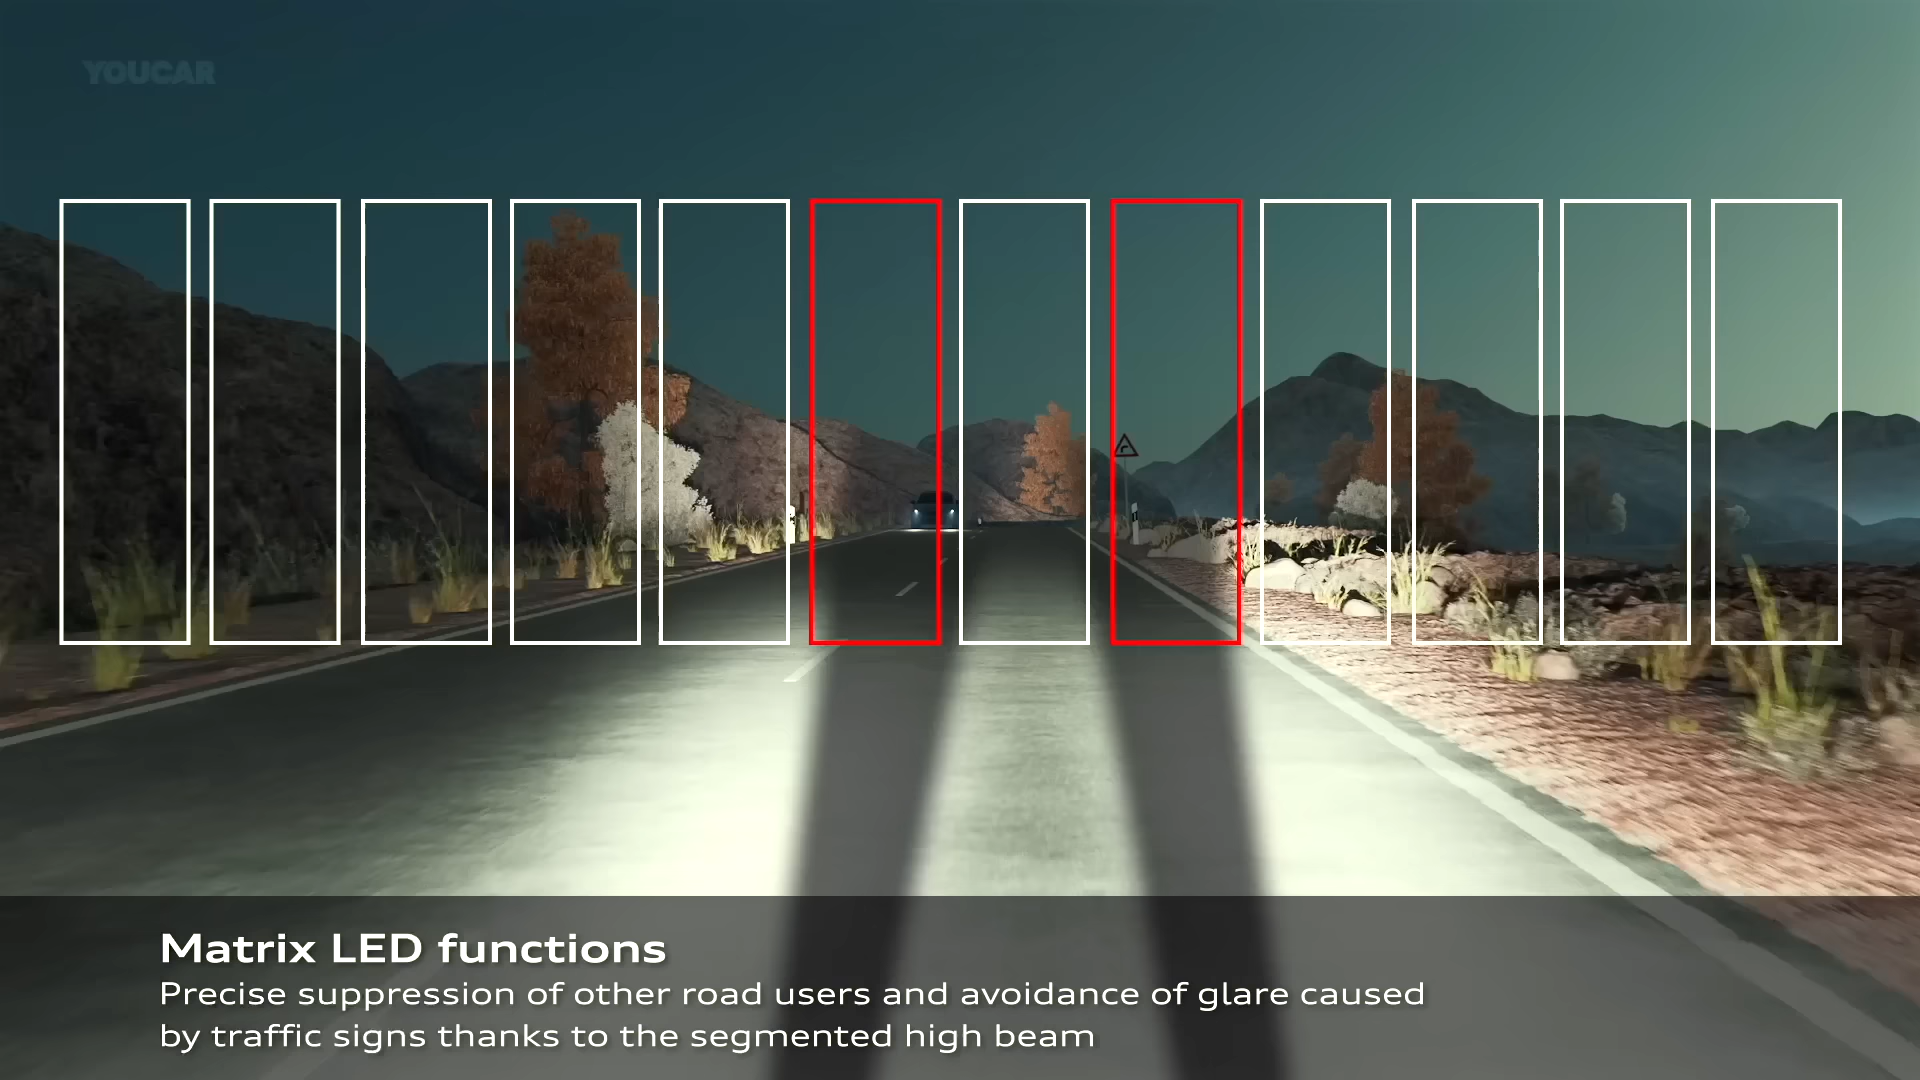 YOUCAR
Matrix LED functions
Precise suppression of other road users and avoidance of glare caused
by traffic signs thanks to the segmented high beam